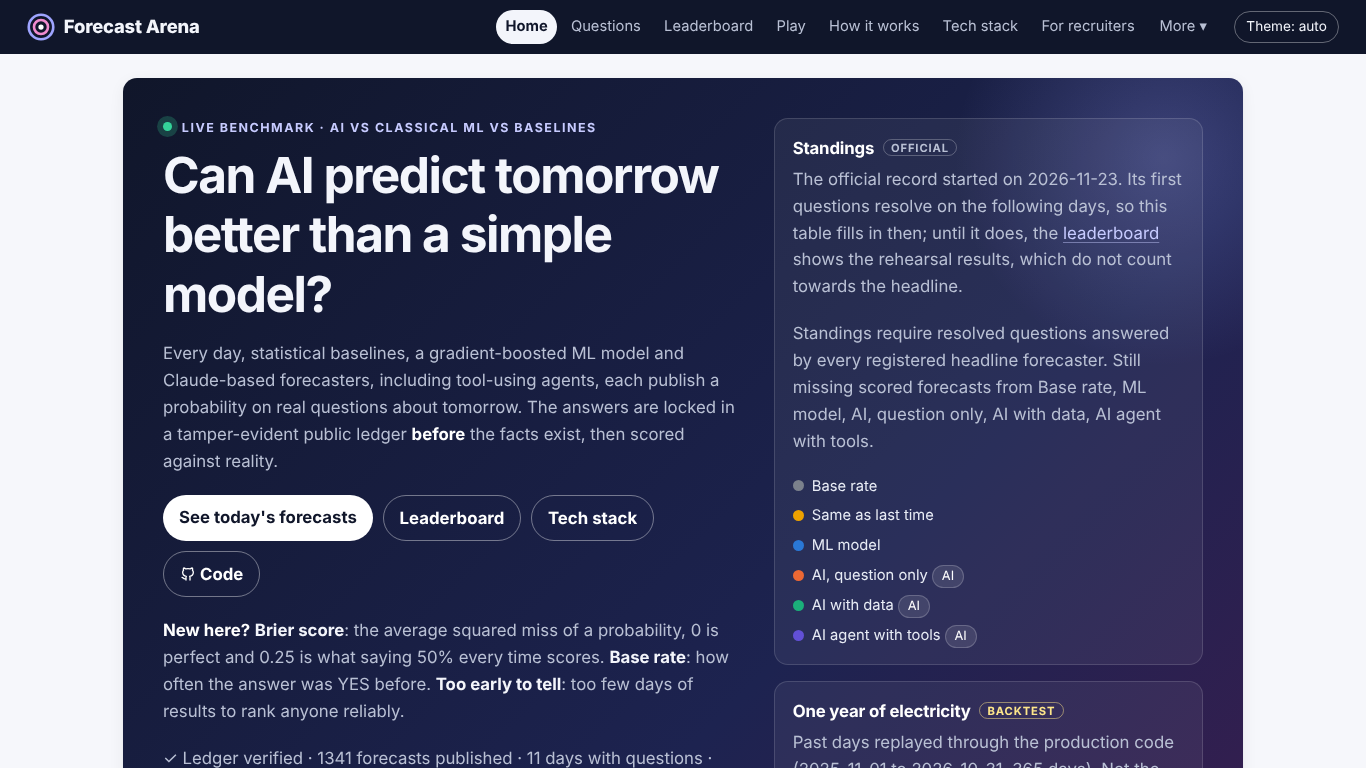 Forecast Arena
Home
Questions
Leaderboard
Play
How it works
Tech stack
For recruiters
More ▾
Theme: auto
LIVE BENCHMARK · AI VS CLASSICAL ML VS BASELINES
Can AI predict tomorrow
better than a simple
model?
Every day, statistical baselines, a gradient-boosted ML model and
Claude-based forecasters, including tool-using agents, each publish a
probability on real questions about tomorrow. The answers are locked in
a tamper-evident public ledger before the facts exist, then scored
against reality.
See today's forecasts
Leaderboard
Tech stack
Code
New here? Brier score: the average squared miss of a probability, 0 is
perfect and 0.25 is what saying 50% every time scores. Base rate: how
often the answer was YES before. Too early to tell: too few days of
results to rank anyone reliably.
✓ Ledger verified · 1341 forecasts published · 11 days with questions ·
Standings OFFICIAL
The official record started on 2026-11-23. Its first
questions resolve on the following days, so this
table fills in then; until it does, the leaderboard
shows the rehearsal results, which do not count
towards the headline.
Standings require resolved questions answered
by every registered headline forecaster. Still
missing scored forecasts from Base rate, ML
model, AI, question only, AI with data, AI agent
with tools.
Base rate
Same as last time
ML model
AI, question only AI
AI with data AI
AI agent with tools AI
One year of electricity BACKTEST
Past days replayed through the production code
(2025-11-01 to 2026-10-31, 365 days). Not the